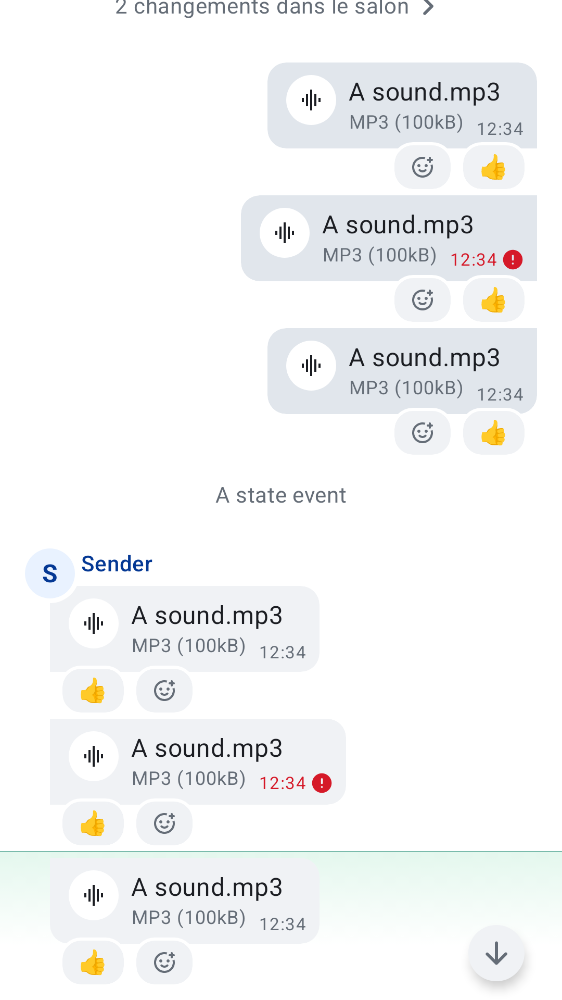 2 changements dans le salon
A sound.mp3
MP3 (100kB) 12:34
👍
A sound.mp3
MP3 (100kB) 12:34
👍
A sound.mp3
MP3 (100kB) 12:34
👍
A state event
S Sender
A sound.mp3
MP3 (100kB) 12:34
👍
A sound.mp3
MP3 (100kB) 12:34
👍
A sound.mp3
MP3 (100kB) 12:34
👍